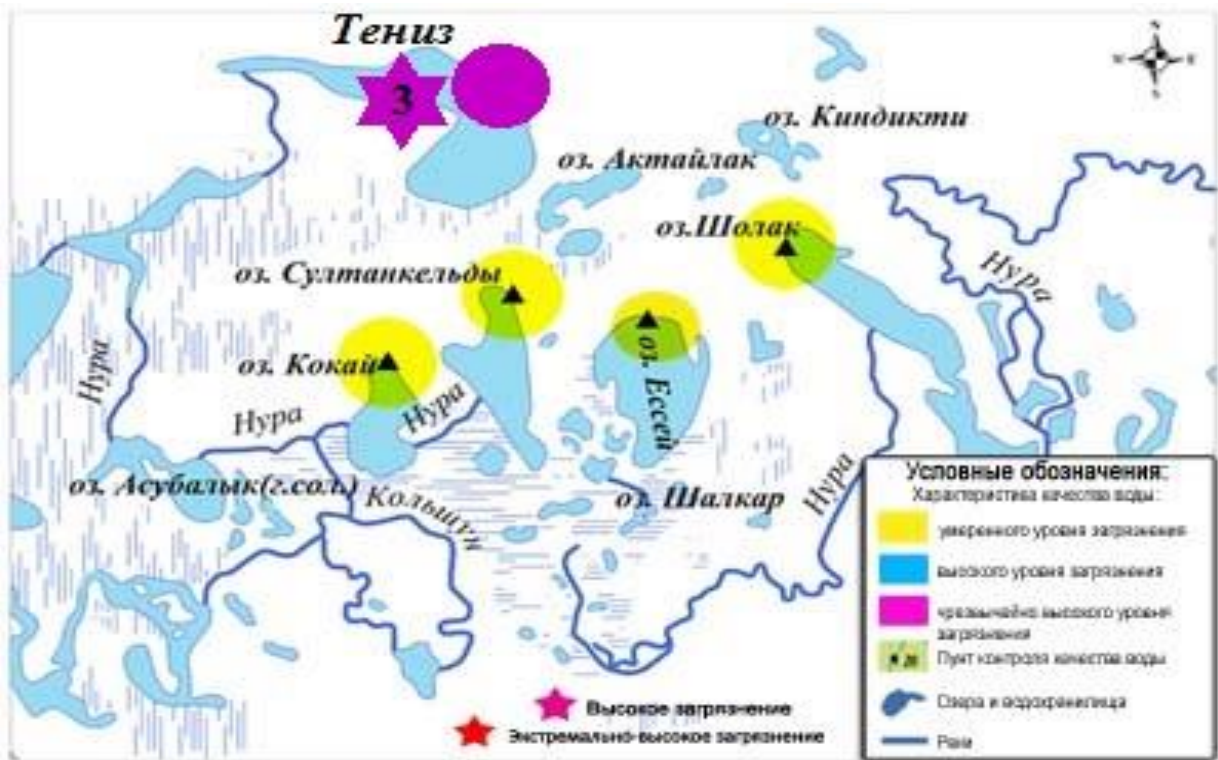 Тениз
N
W E
S
3
оз. Киндикти
оз. Актайлак
оз.Шолак
оз. Султанкельды
Нура
оз. Кокай
оз. Ессей
Нура
Нура
Нура
Нура
оз. Асубалык(г.сол.)
Кольшун
оз. Шалкар
Условные обозначения:
Характеристика качества воды:
умеренного уровня загрязнения
высокого уровня загрязнения
чрезвычайно высокого уровня
загрязнения
Пункт контроля качества воды
Озера и водохранилища
Реки
Высокое загрязнение
Экстремально-высокое загрязнение